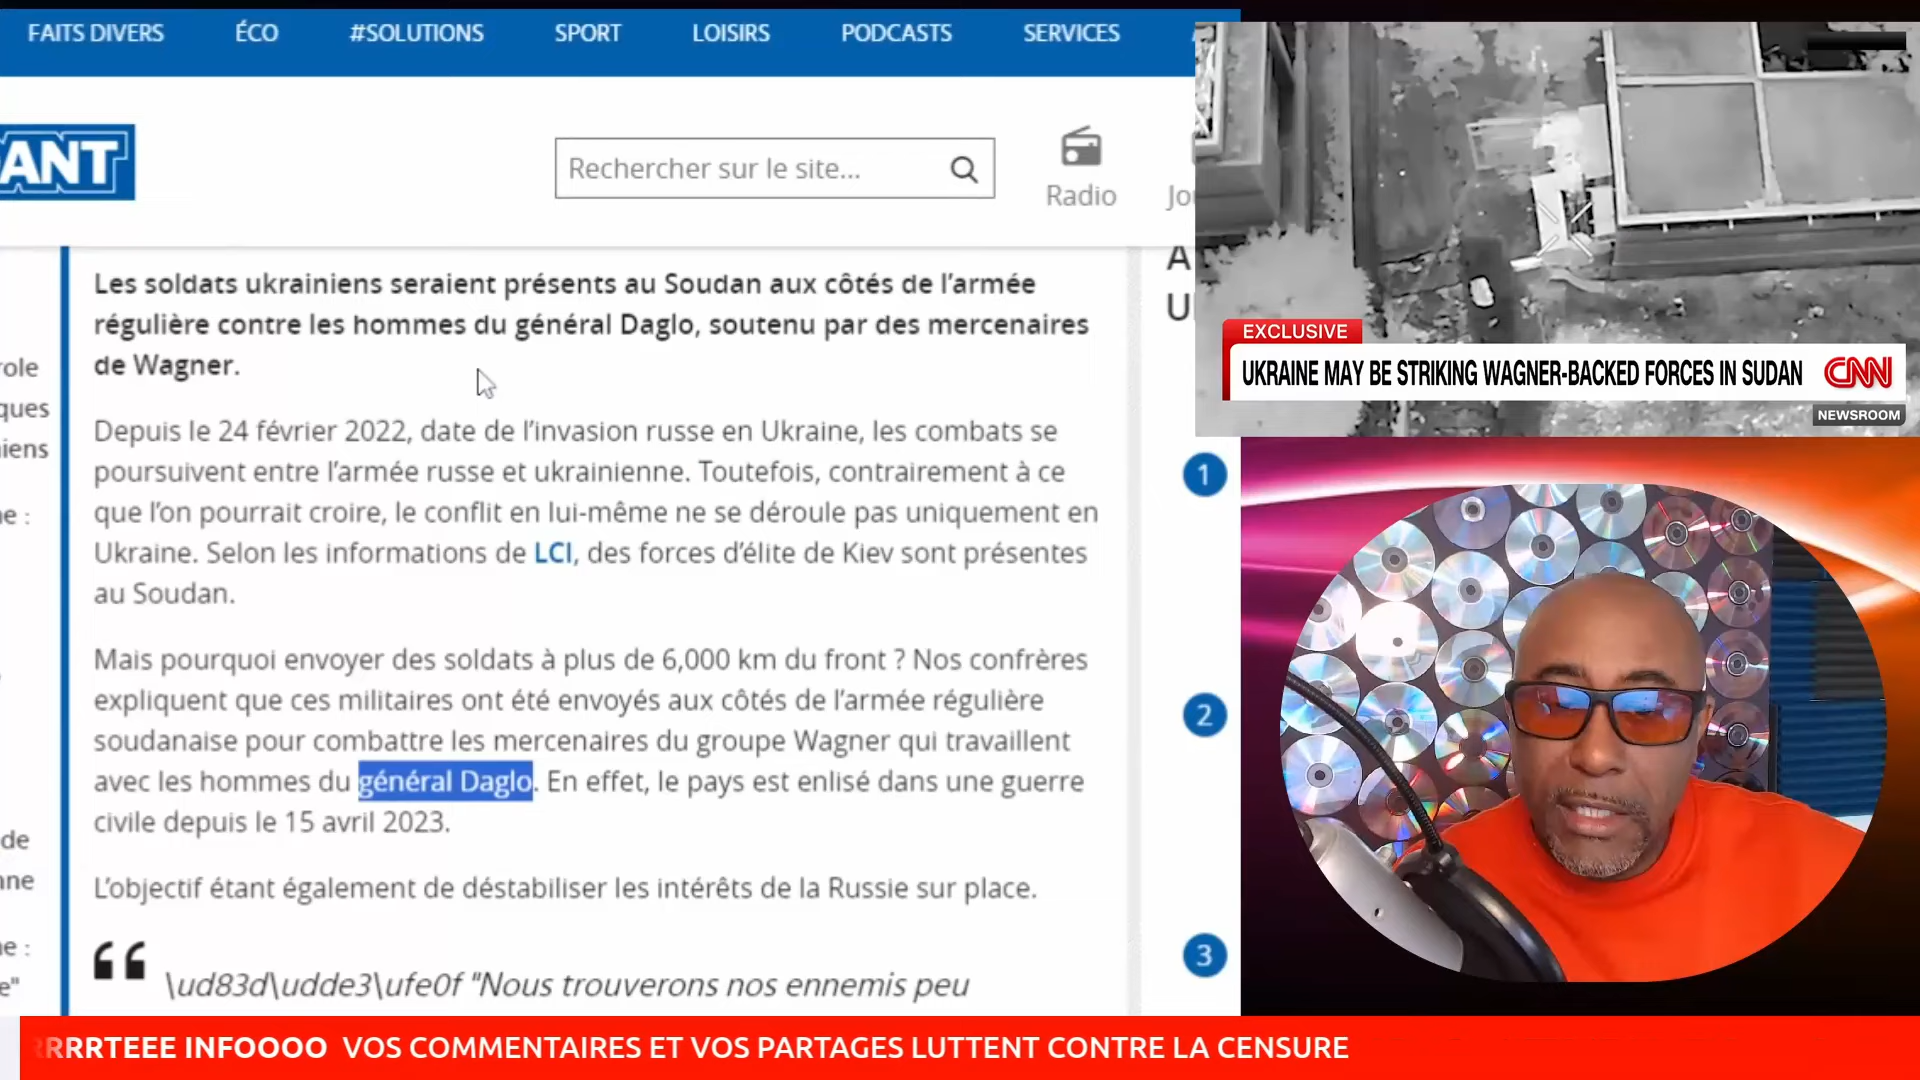 FAITS DIVERS ÉCO #SOLUTIONS SPORT LOISIRS PODCASTS SERVICES
ANT
Rechercher sur le site...
Radio
Les soldats ukrainiens seraient présents au Soudan aux côtés de l’armée
régulière contre les hommes du général Daglo, soutenu par des mercenaires
de Wagner.
Depuis le 24 février 2022, date de l’invasion russe en Ukraine, les combats se
poursuivent entre l’armée russe et ukrainienne. Toutefois, contrairement à ce
que l’on pourrait croire, le conflit en lui-même ne se déroule pas uniquement en
Ukraine. Selon les informations de LCI, des forces d’élite de Kiev sont présentes
au Soudan.
Mais pourquoi envoyer des soldats à plus de 6,000 km du front ? Nos confrères
expliquent que ces militaires ont été envoyés aux côtés de l’armée régulière
soudanaise pour combattre les mercenaires du groupe Wagner qui travaillent
avec les hommes du général Daglo. En effet, le pays est enlisé dans une guerre
civile depuis le 15 avril 2023.
L’objectif étant également de déstabiliser les intérêts de la Russie sur place.
\ud83d\udde3\ufe0f "Nous trouverons nos ennemis peu
1
2
3
EXCLUSIVE
UKRAINE MAY BE STRIKING WAGNER-BACKED FORCES IN SUDAN CNN
NEWSROOM
RRRTEEE INFOOOO VOS COMMENTAIRES ET VOS PARTAGES LUTTENT CONTRE LA CENSURE